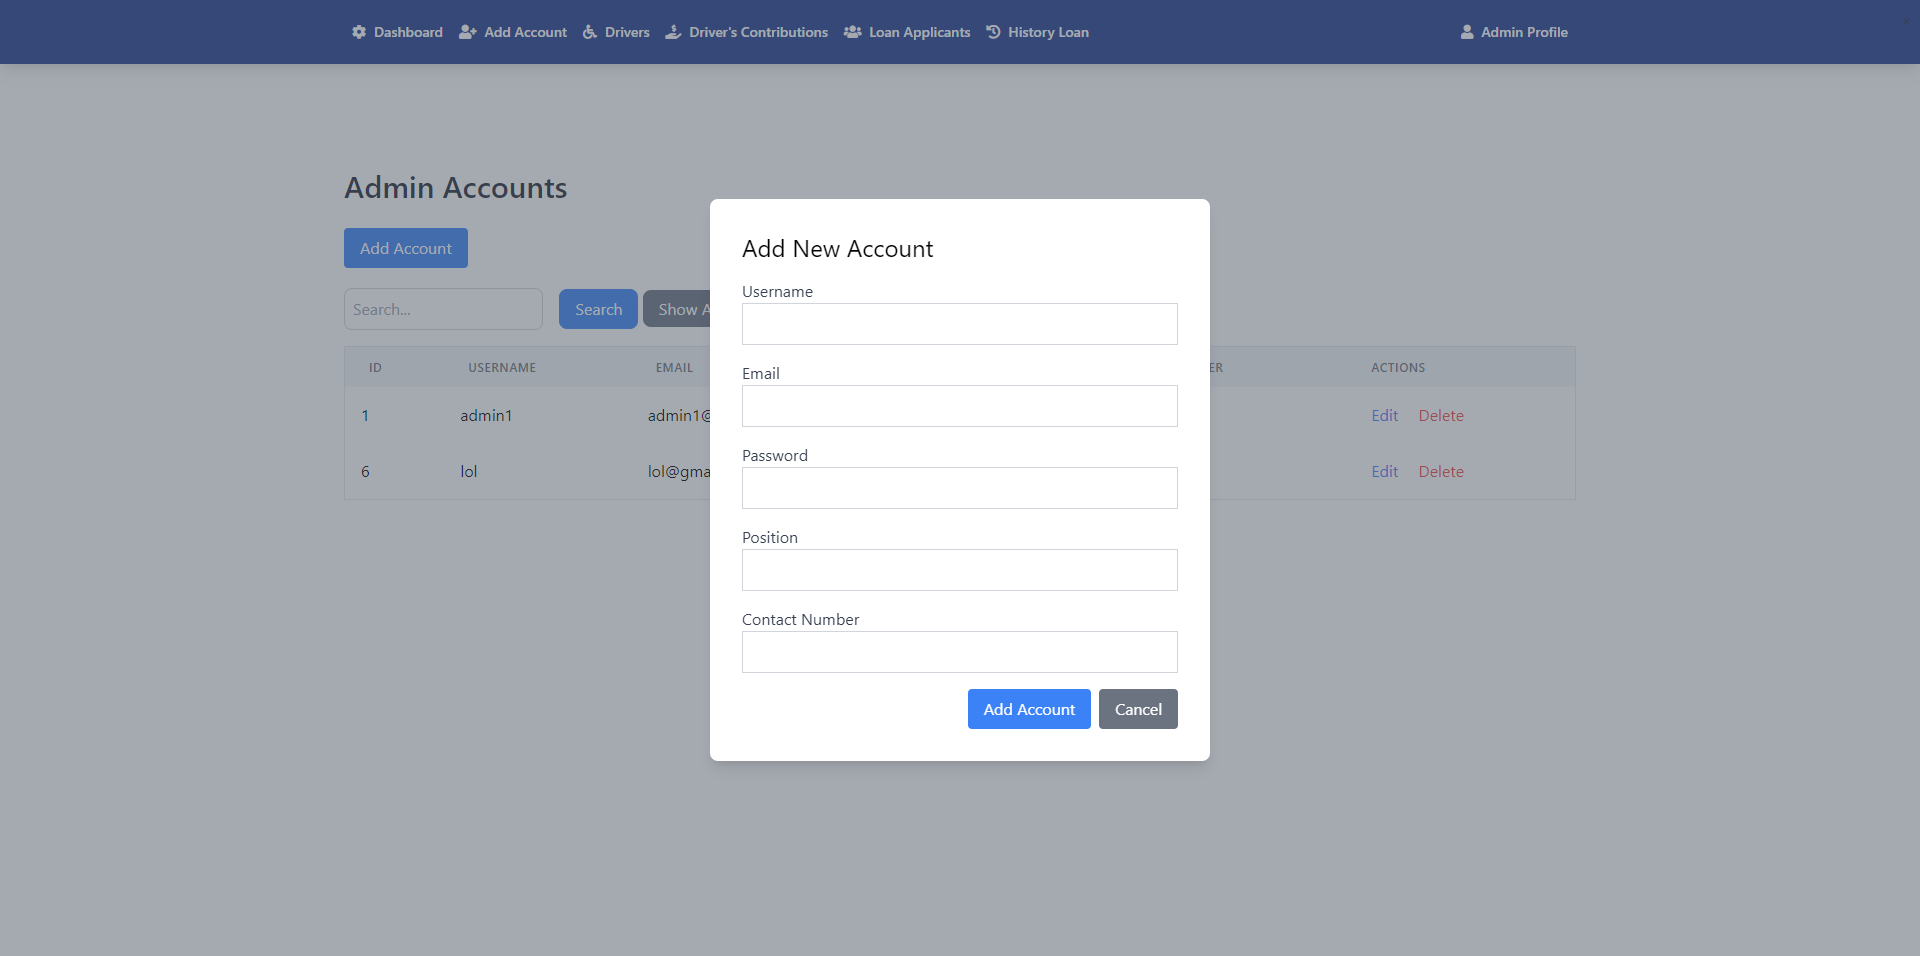 Dashboard Add Account Drivers Driver's Contributions Loan Applicants History Loan Admin Profile
Admin Accounts
Add Account
Search... Search Show A
ID USERNAME EMAIL ER ACTIONS
1 admin1 admin1@ Edit Delete
6 lol lol@gma Edit Delete
Add New Account
Username
Email
Password
Position
Contact Number
Add Account Cancel